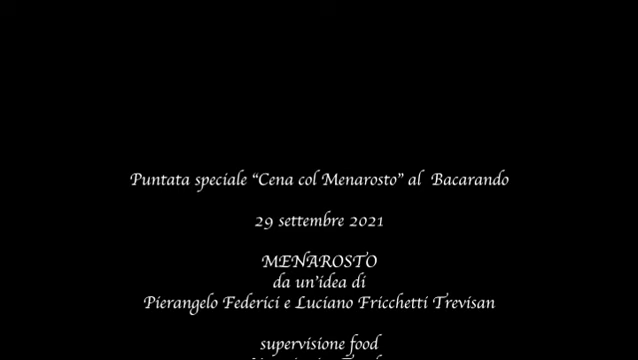 Puntata speciale "Cena col Menarosto" al Bacarando
29 settembre 2021
MENAROSTO
da un'idea di
Pierangelo Federici e Luciano Fricchetti Trevisan
supervisione food